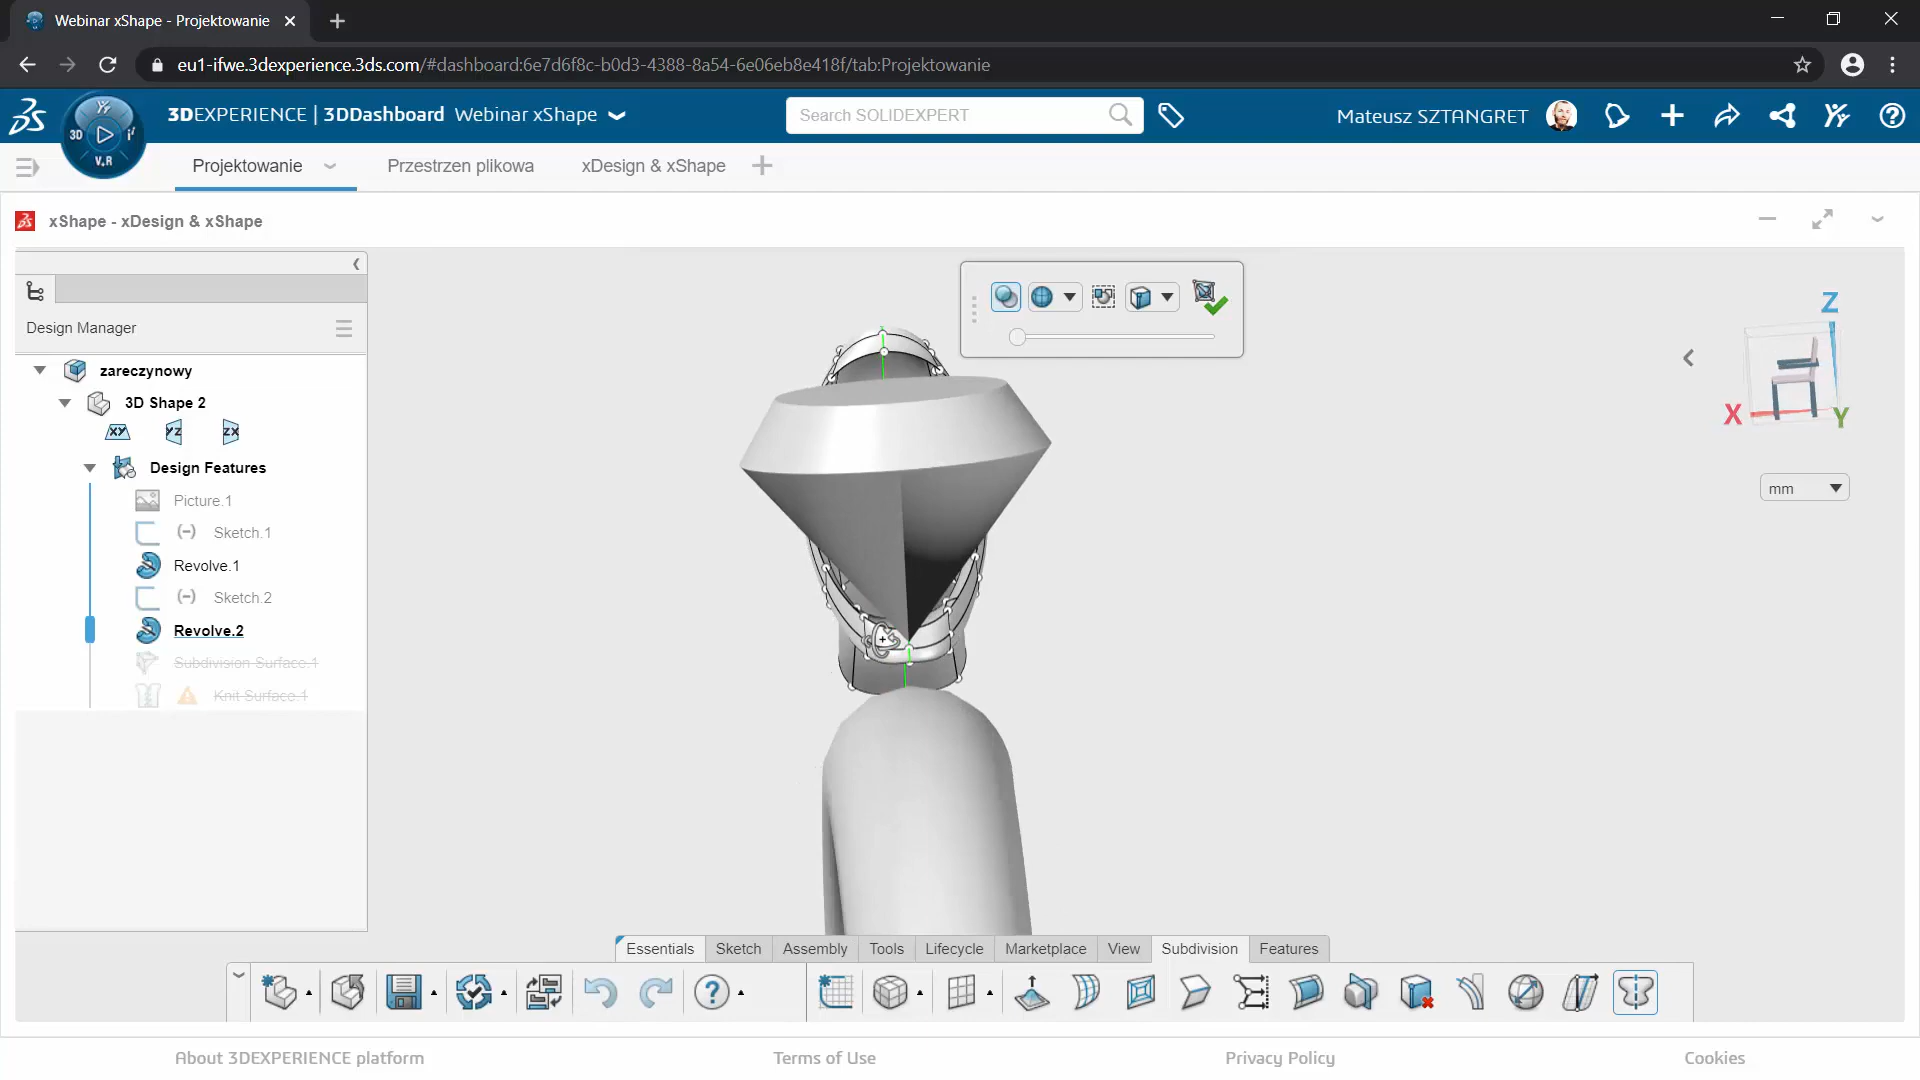 Webinar xShape - Projektowanie
eu1-ifwe.3dexperience.3ds.com/#dashboard:6e7d6f8c-b0d3-4388-8a54-6e06eb8e418f/tab:Projektowanie
3D
V.R
3DEXPERIENCE | 3DDashboard Webinar xShape
Search SOLIDEXPERT
Mateusz SZTANGRET
Projektowanie
Przestrzen plikowa
xDesign & xShape
xShape - xDesign & xShape
Design Manager
zareczynowy
3D Shape 2
XY
YZ
ZX
Design Features
Picture.1
(-) Sketch.1
Revolve.1
(-) Sketch.2
Revolve.2
Subdivision Surface.1
Knit Surface.1
Z
X
Y
mm
Essentials
Sketch
Assembly
Tools
Lifecycle
Marketplace
View
Subdivision
Features
About 3DEXPERIENCE platform
Terms of Use
Privacy Policy
Cookies